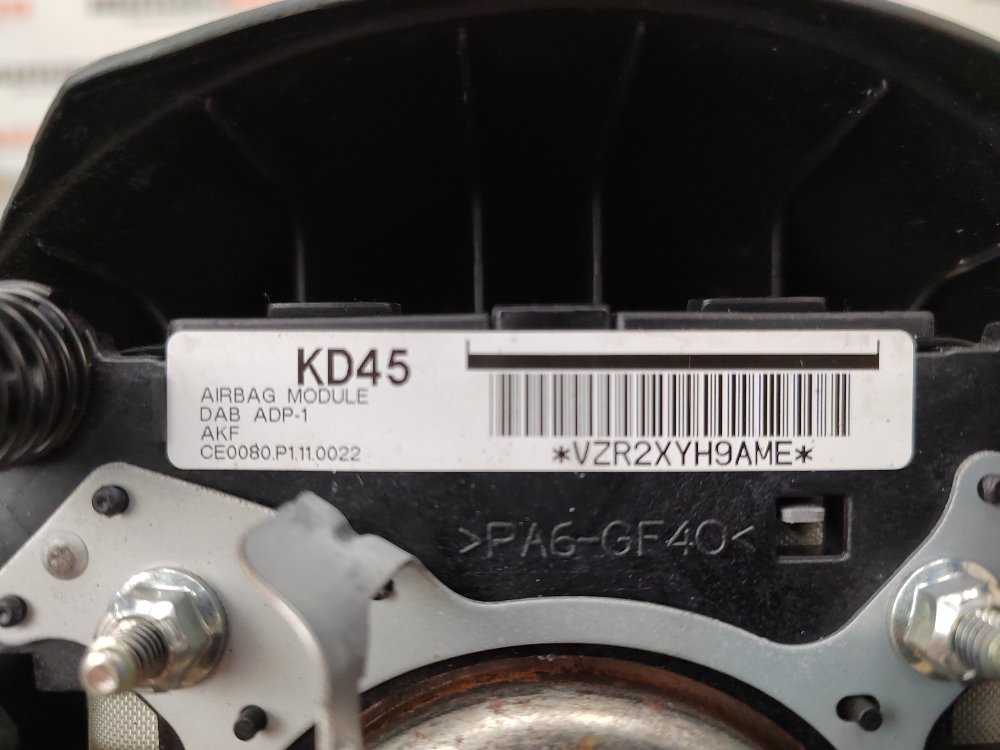 KD45
AIRBAG MODULE
DAB ADP-1
AKF
CE0080.P1.11.0022
*VZR2XYH9AME*
>PA6-GF40<